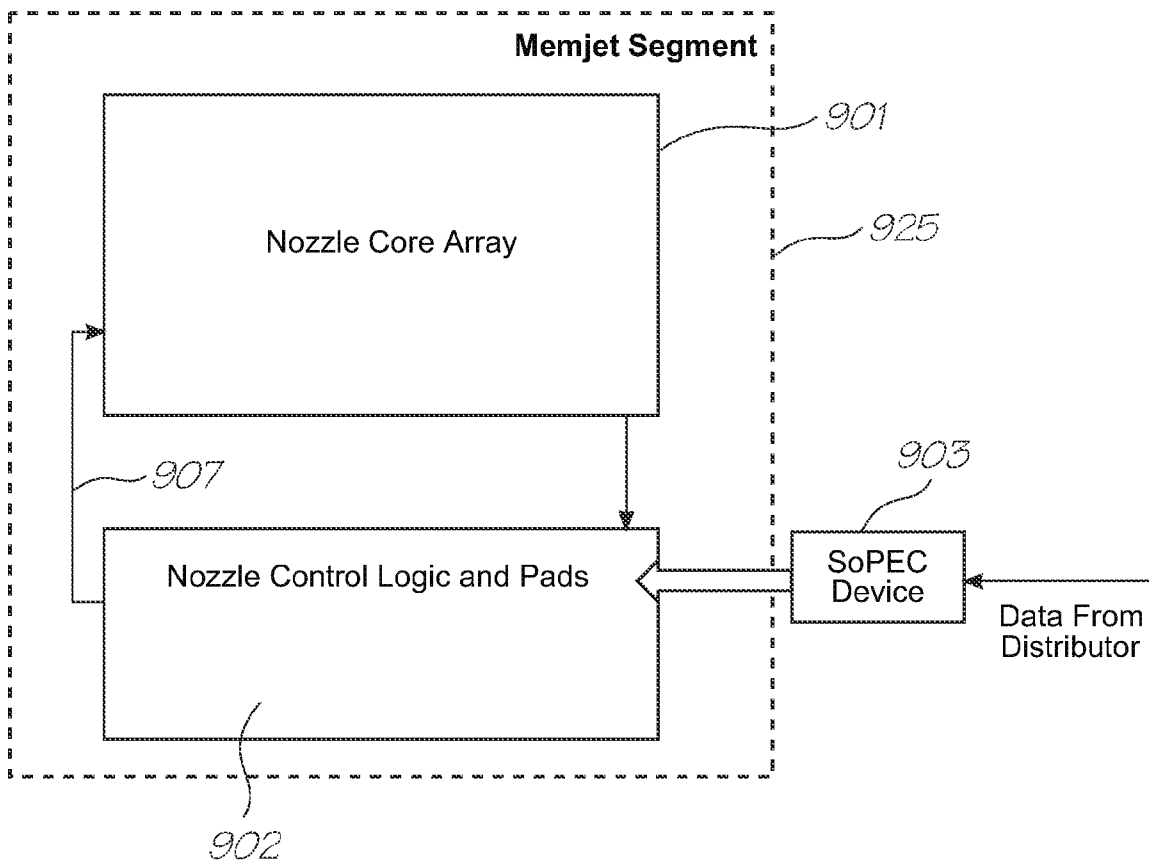 Memjet Segment
901
Nozzle Core Array
925
907
903
Nozzle Control Logic and Pads
SoPEC
Device
Data From
Distributor
902